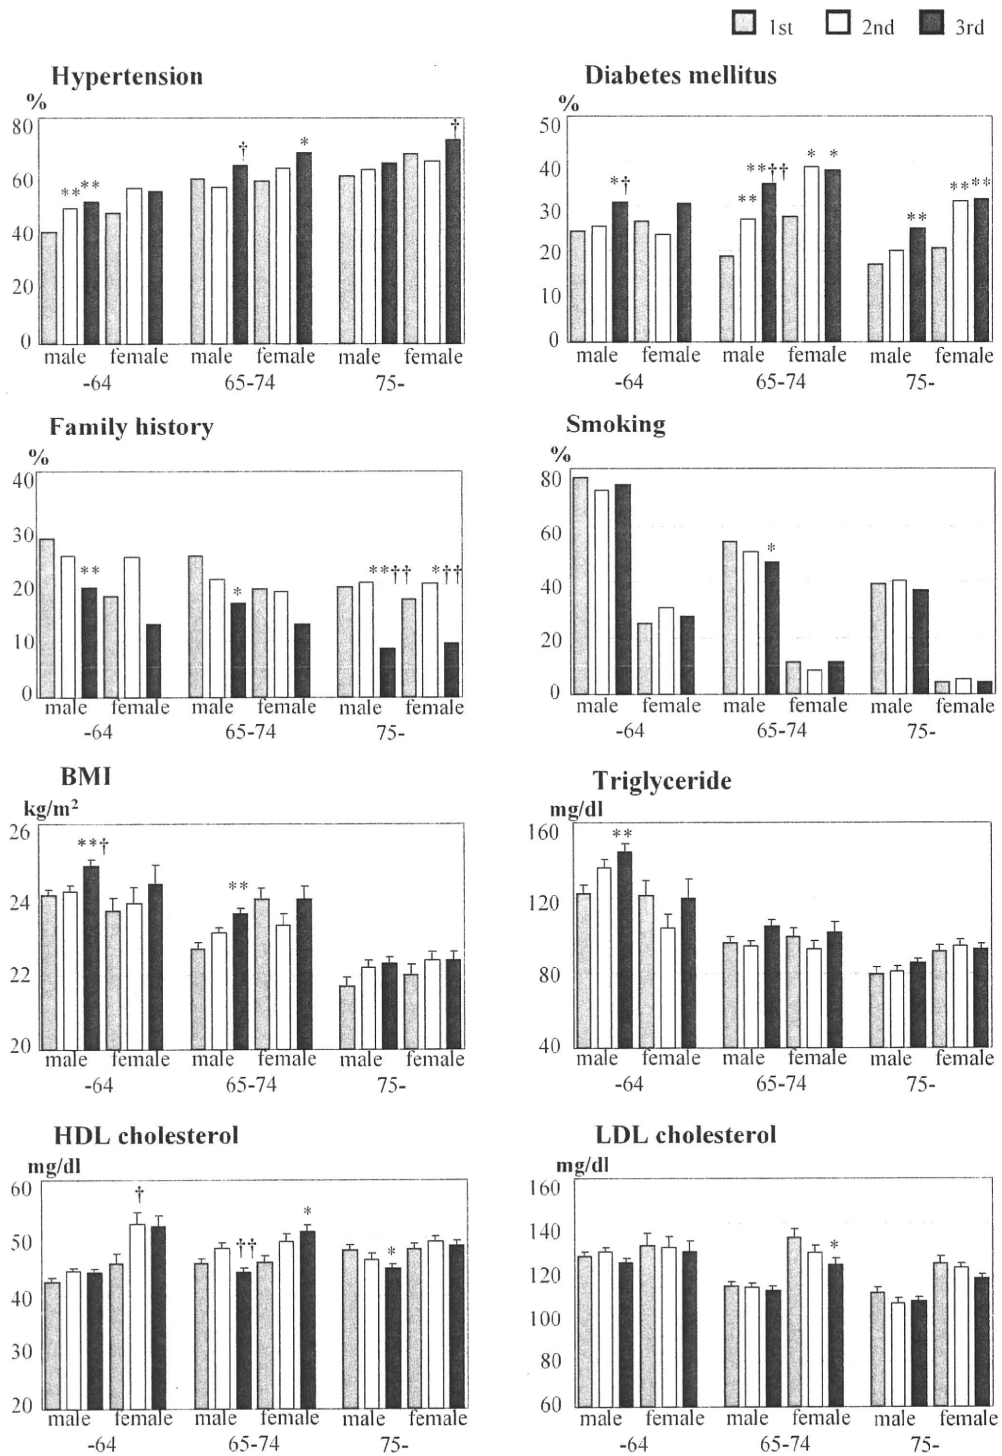 1st 2nd 3rd
Hypertension
%
80
60
40
20
0
** **
†
*
†
male female male female male female
-64 65-74 75-
Diabetes mellitus
%
50
40
30
20
10
0
*†
**
**††
* *
**
** **
male female male female male female
-64 65-74 75-
Family history
%
40
30
20
10
0
**
*
**†† *††
male female male female male female
-64 65-74 75-
Smoking
%
80
60
40
20
0
*
male female male female male female
-64 65-74 75-
BMI
kg/m²
26
24
22
20
**†
**
male female male female male female
-64 65-74 75-
Triglyceride
mg/dl
160
120
80
40
**
male female male female male female
-64 65-74 75-
HDL cholesterol
mg/dl
60
50
40
30
20
†
††
*
*
male female male female male female
-64 65-74 75-
LDL cholesterol
mg/dl
160
140
120
100
80
60
*
male female male female male female
-64 65-74 75-